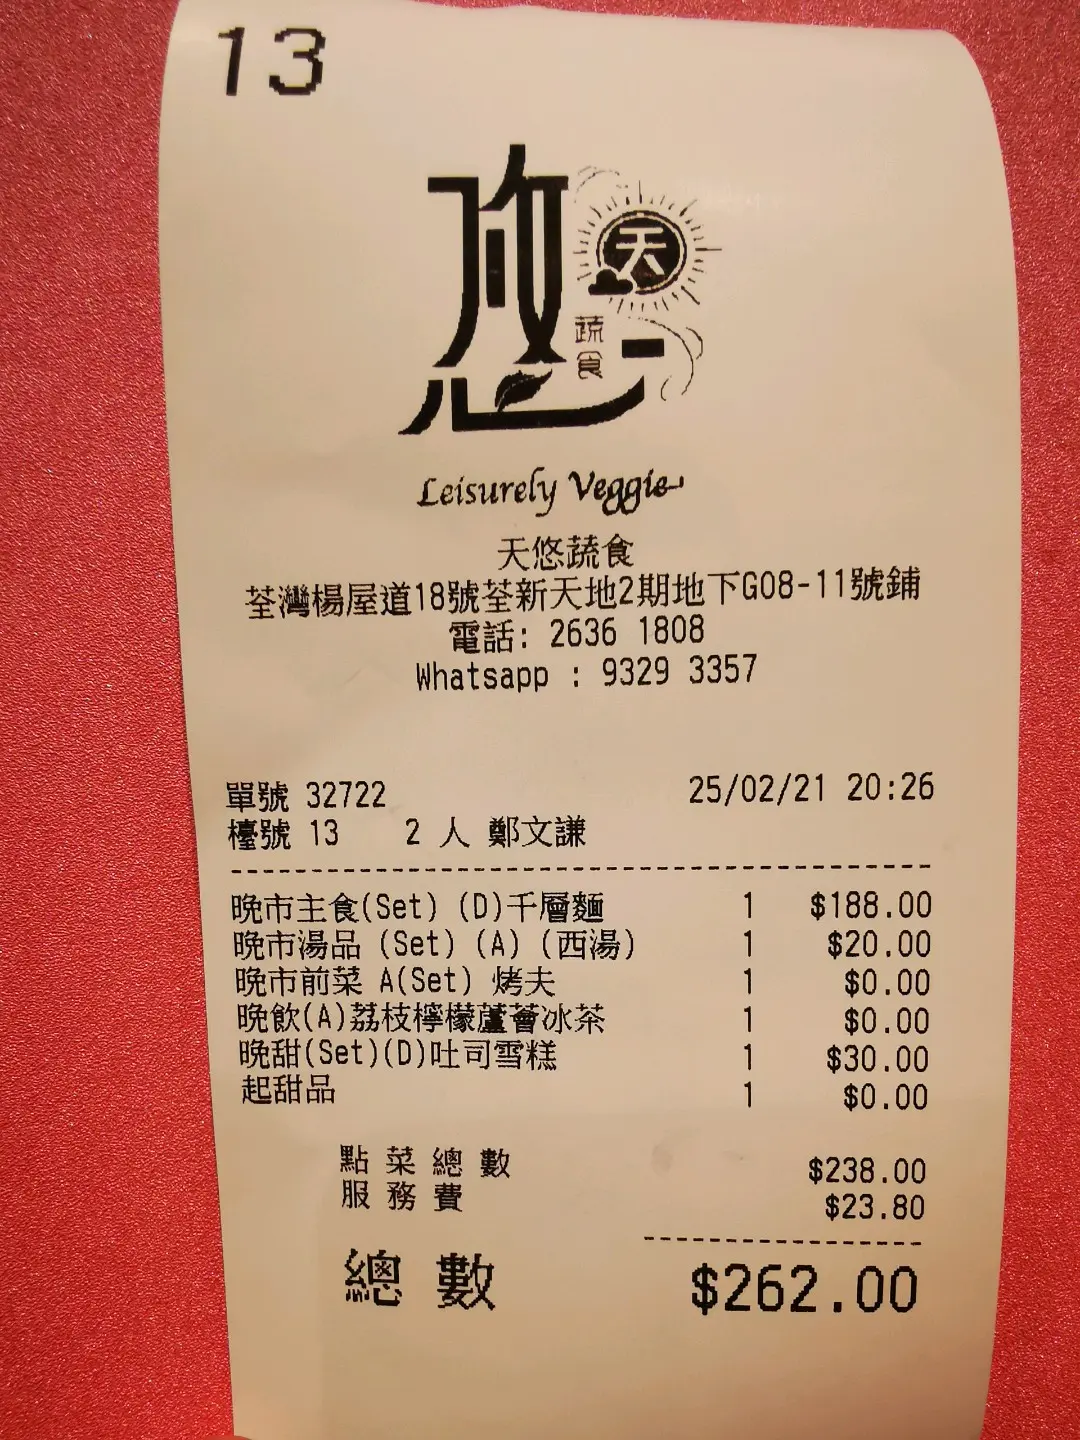 13
悠
天
蔬食
Leisurely Veggie
天悠蔬食
荃灣楊屋道18號荃新天地2期地下G08-11號鋪
電話: 2636 1808
Whatsapp : 9329 3357
單號 32722 25/02/21 20:26
檯號 13 2 人 鄭文謙
晚市主食(Set) (D)千層麵 1 $188.00
晚市湯品 (Set) (A) (西湯) 1 $20.00
晚市前菜 A(Set) 烤夫 1 $0.00
晚飲(A)荔枝檸檬蘆薈冰茶 1 $0.00
晚甜(Set)(D)吐司雪糕 1 $30.00
起甜品 1 $0.00
點菜總數 $238.00
服務費 $23.80
總數 $262.00